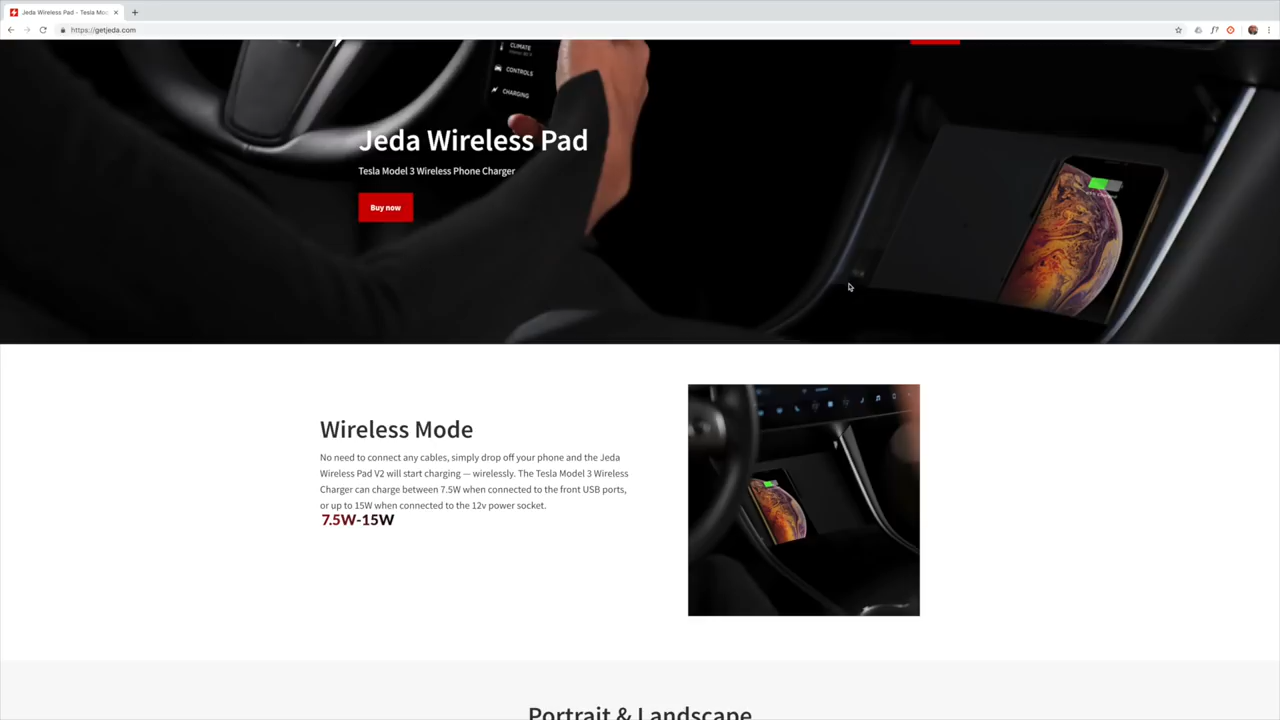 Jeda Wireless Pad - Tesla Mod
https://getjeda.com
CLIMATE
CONTROLS
CHARGING
Jeda Wireless Pad
Tesla Model 3 Wireless Phone Charger
Buy now
Wireless Mode
No need to connect any cables, simply drop off your phone and the Jeda
Wireless Pad V2 will start charging — wirelessly. The Tesla Model 3 Wireless
Charger can charge between 7.5W when connected to the front USB ports,
or up to 15W when connected to the 12v power socket.
7.5W-15W
Portrait & Landscape